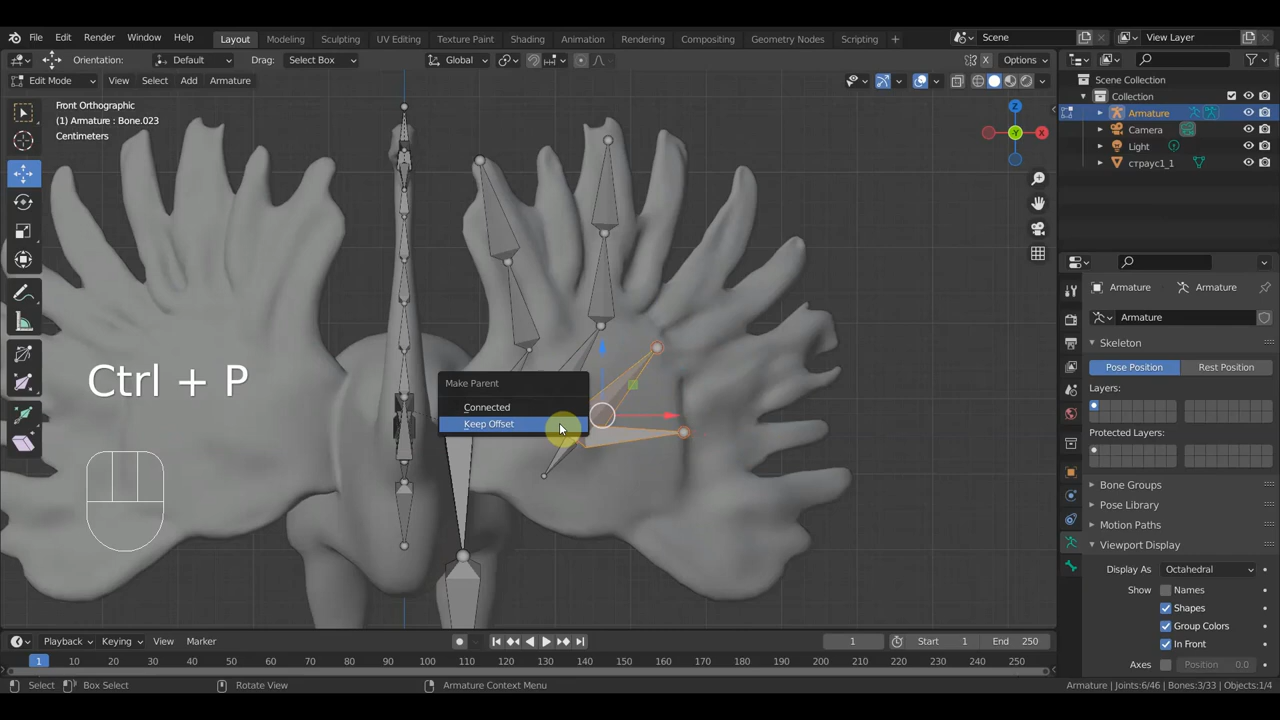 File Edit Render Window Help Layout Modeling Sculpting UV Editing Texture Paint Shading Animation Rendering Compositing Geometry Nodes Scripting + Scene View Layer
Orientation: Default Drag: Select Box Global X Options
Edit Mode View Select Add Armature
Front Orthographic
(1) Armature : Bone.023
Centimeters
Z
Y
X
Ctrl + P
Make Parent
Connected
Keep Offset
Scene Collection
Collection
Armature
Camera
Light
страус1_1
Armature Armature
Armature
Skeleton
Pose Position Rest Position
Layers:
Protected Layers:
Bone Groups
Pose Library
Motion Paths
Viewport Display
Display As Octahedral
Show Names
Shapes
Group Colors
In Front
Axes Position 0.0
Playback Keying View Marker 1 Start 1 End 250
1 10 20 30 40 50 60 70 80 90 100 110 120 130 140 150 160 170 180 190 200 210 220 230 240 250
Select Box Select Rotate View Armature Context Menu Armature | Joints:6/46 | Bones:3/33 | Objects:1/4